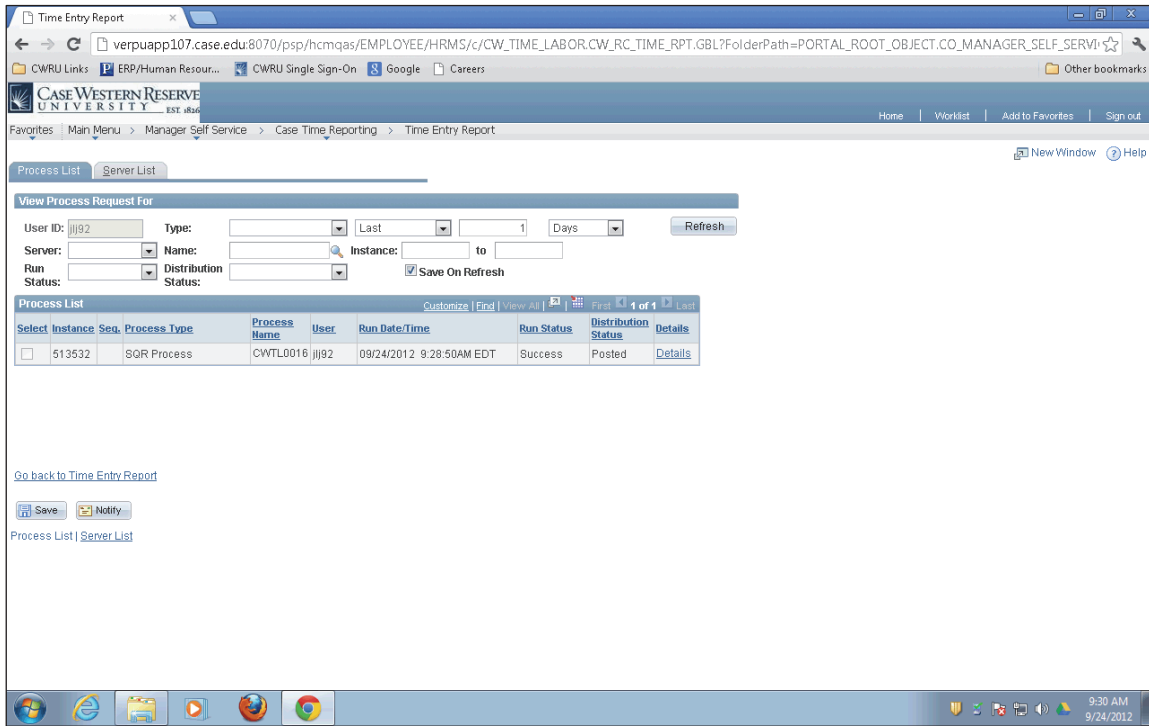 Time Entry Report
verpuapp107.case.edu:8070/psp/hcmqas/EMPLOYEE/HRMS/c/CW_TIME_LABOR.CW_RC_TIME_RPT.GBL?FolderPath=PORTAL_ROOT_OBJECT.CO_MANAGER_SELF_SERVI
CWRU Links ERP/Human Resour... CWRU Single Sign-On Google Careers Other bookmarks
CASE WESTERN RESERVE
UNIVERSITY EST. 1826
Home | Worklist | Add to Favorites | Sign out
Favorites Main Menu > Manager Self Service > Case Time Reporting > Time Entry Report
New Window Help
Process List Server List
View Process Request For
User ID: jlj92 Type: Last 1 Days Refresh
Server: Name: Instance: to
Run Status: Distribution Status: Save On Refresh
Process List Customize | Find | View All | First 1 of 1 Last
Select Instance Seq. Process Type Process Name User Run Date/Time Run Status Distribution Status Details
513532 SQR Process CWTL0016 jlj92 09/24/2012 9:28:50AM EDT Success Posted Details
Go back to Time Entry Report
Save Notify
Process List | Server List
9:30 AM
9/24/2012